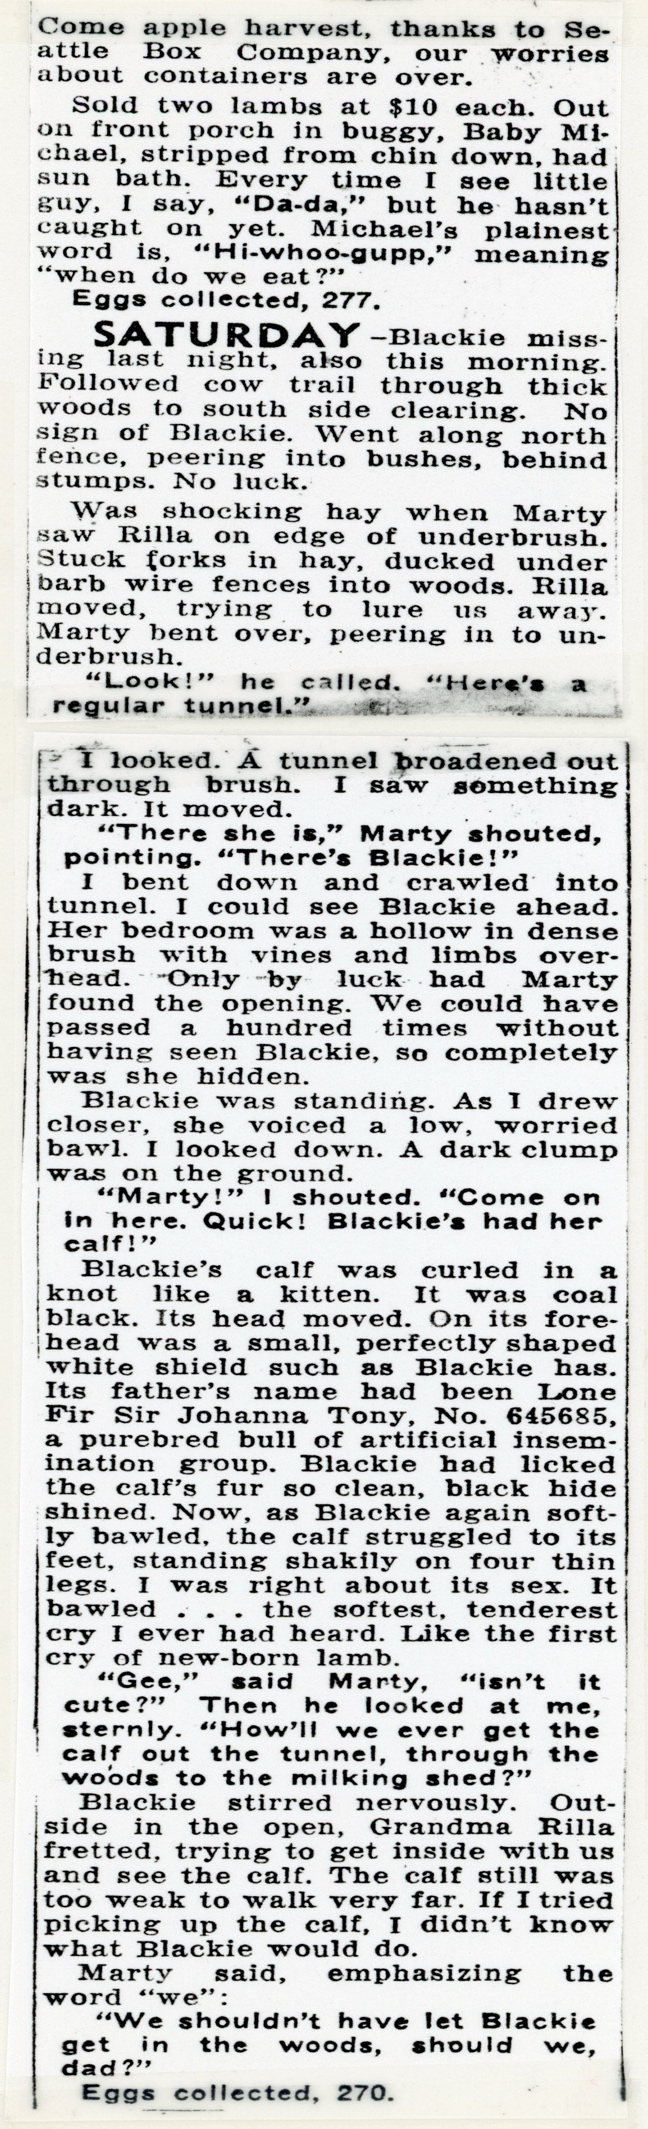 Come apple harvest, thanks to Se-
attle Box Company, our worries
about containers are over.
Sold two lambs at $10 each. Out
on front porch in buggy, Baby Mi-
chael, stripped from chin down, had
sun bath. Every time I see little
guy, I say, “Da-da,” but he hasn't
caught on yet. Michael's plainest
word is, “Hi-whoo-gupp,” meaning
“when do we eat?”
Eggs collected, 277.
SATURDAY–Blackie miss-
ing last night, also this morning.
Followed cow trail through thick
woods to south side clearing. No
sign of Blackie. Went along north
fence, peering into bushes, behind
stumps. No luck.
Was shocking hay when Marty
saw Rilla on edge of underbrush.
Stuck forks in hay, ducked under
barb wire fences into woods. Rilla
moved, trying to lure us away.
Marty bent over, peering in to un-
derbrush.
“Look!” he called. “Here's a
regular tunnel.”
I looked. A tunnel broadened out
through brush. I saw something
dark. It moved.
“There she is,” Marty shouted,
pointing. “There's Blackie!”
I bent down and crawled into
tunnel. I could see Blackie ahead.
Her bedroom was a hollow in dense
brush with vines and limbs over-
head. Only by luck had Marty
found the opening. We could have
passed a hundred times without
having seen Blackie, so completely
was she hidden.
Blackie was standing. As I drew
closer, she voiced a low, worried
bawl. I looked down. A dark clump
was on the ground.
“Marty!” I shouted. “Come on
in here. Quick! Blackie's had her
calf!”
Blackie's calf was curled in a
knot like a kitten. It was coal
black. Its head moved. On its fore-
head was a small, perfectly shaped
white shield such as Blackie has.
Its father's name had been Lone
Fir Sir Johanna Tony, No. 645685,
a purebred bull of artificial insem-
ination group. Blackie had licked
the calf's fur so clean, black hide
shined. Now, as Blackie again soft-
ly bawled, the calf struggled to its
feet, standing shakily on four thin
legs. I was right about its sex. It
bawled . . . the softest, tenderest
cry I ever had heard. Like the first
cry of new-born lamb.
“Gee,” said Marty, “isn't it
cute?” Then he looked at me,
sternly. “How'll we ever get the
calf out the tunnel, through the
woods to the milking shed?”
Blackie stirred nervously. Out-
side in the open, Grandma Rilla
fretted, trying to get inside with us
and see the calf. The calf still was
too weak to walk very far. If I tried
picking up the calf, I didn't know
what Blackie would do.
Marty said, emphasizing the
word “we”:
“We shouldn't have let Blackie
get in the woods, should we,
dad?”
Eggs collected, 270.